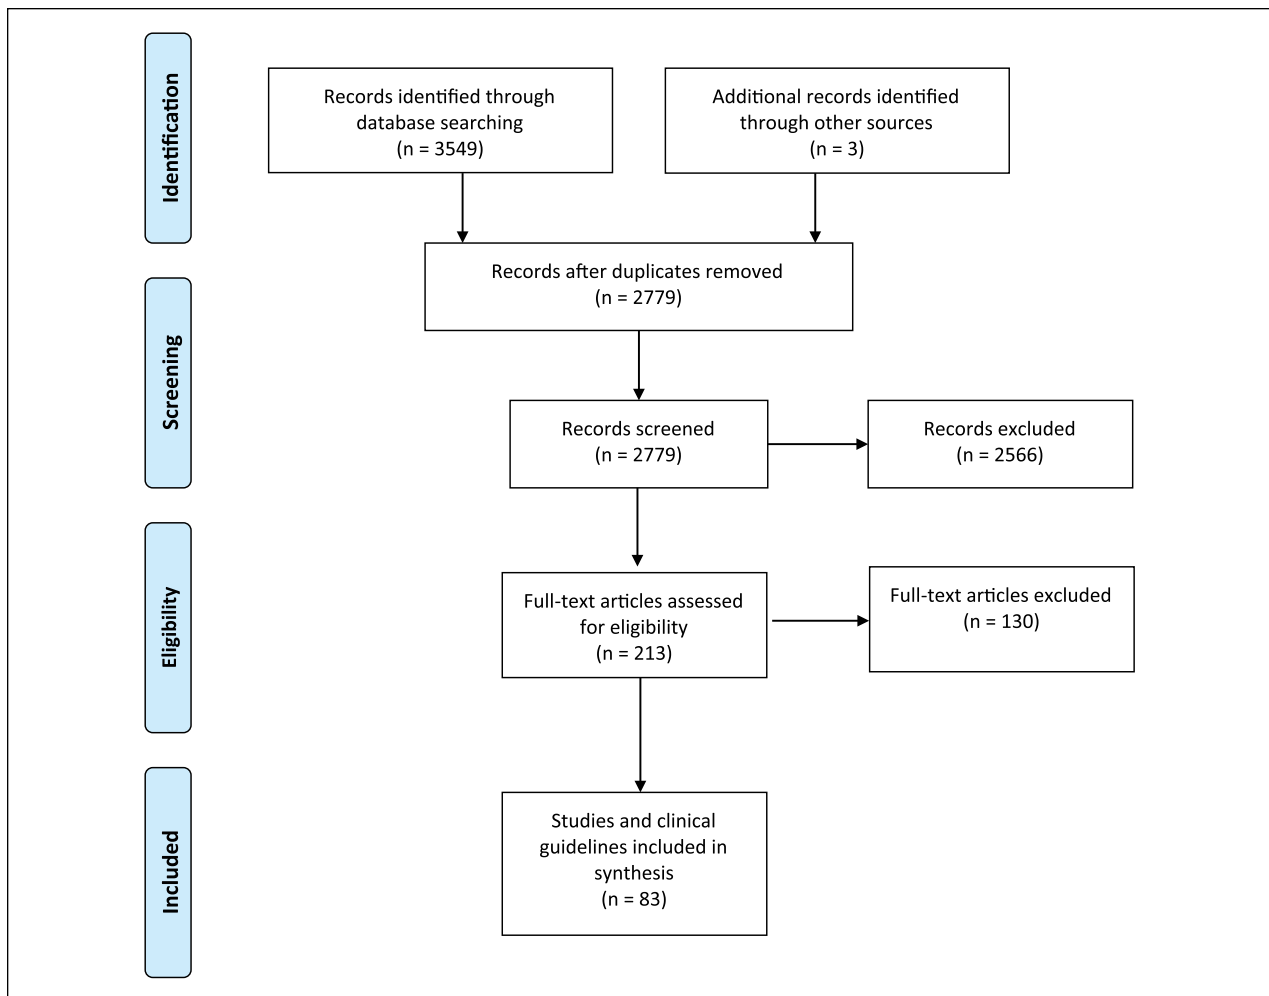 Identification
Records identified through
database searching
(n = 3549)
Additional records identified
through other sources
(n = 3)
Records after duplicates removed
(n = 2779)
Screening
Records screened
(n = 2779)
Records excluded
(n = 2566)
Eligibility
Full-text articles assessed
for eligibility
(n = 213)
Full-text articles excluded
(n = 130)
Included
Studies and clinical
guidelines included in
synthesis
(n = 83)